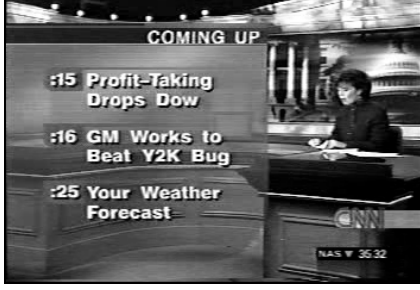 COMING UP
:15 Profit-Taking
Drops Dow
:16 GM Works to
Beat Y2K Bug
:25 Your Weather
Forecast
CNN
NAS ▼ 35.32